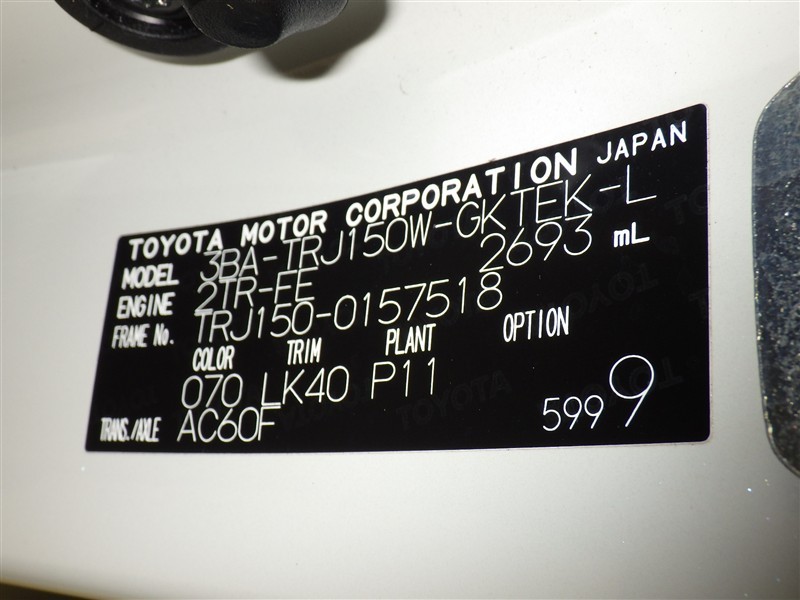 TOYOTA MOTOR CORPORATION JAPAN
MODEL 3BA-TRJ150W-GKTEK-L
ENGINE 2TR-FE 2693 mL
FRAME No. TRJ150-0157518
COLOR TRIM PLANT OPTION
070 LK40 P11
TRANS./AXLE AC60F 599 9